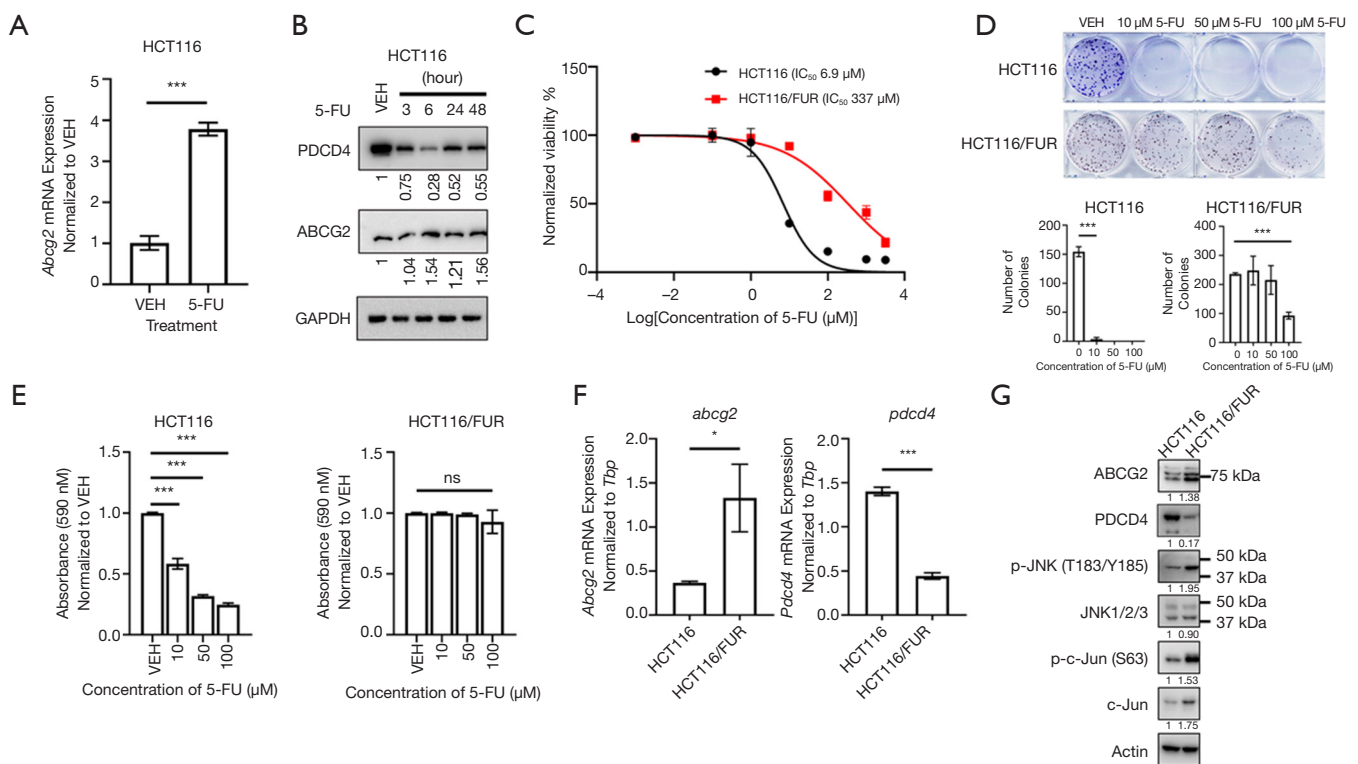 A
HCT116
***
Abcg2 mRNA Expression
Normalized to VEH
5
4
3
2
1
0
VEH 5-FU
Treatment
B
HCT116
(hour)
5-FU VEH 3 6 24 48
PDCD4
1 0.75 0.28 0.52 0.55
ABCG2
1 1.04 1.54 1.21 1.56
GAPDH
C
HCT116 (IC50 6.9 µM)
HCT116/FUR (IC50 337 µM)
Normalized viability %
150
100
50
0
−4 −2 0 2 4
Log[Concentration of 5-FU (µM)]
D
VEH 10 µM 5-FU 50 µM 5-FU 100 µM 5-FU
HCT116
HCT116/FUR
HCT116
***
Number of
Colonies
200
150
100
50
0
0 10 50 100
Concentration of 5-FU (µM)
HCT116/FUR
***
Number of
Colonies
400
300
200
100
0
0 10 50 100
Concentration of 5-FU (µM)
E
HCT116
***
***
***
Absorbance (590 nM)
Normalized to VEH
1.5
1.0
0.5
0.0
VEH 10 50 100
Concentration of 5-FU (µM)
HCT116/FUR
ns
Absorbance (590 nM)
Normalized to VEH
1.5
1.0
0.5
0.0
VEH 10 50 100
Concentration of 5-FU (µM)
F
abcg2
*
Abcg2 mRNA Expression
Normalized to Tbp
2.0
1.5
1.0
0.5
0.0
HCT116 HCT116/FUR
pdcd4
***
Pdcd4 mRNA Expression
Normalized to Tbp
2.0
1.5
1.0
0.5
0.0
HCT116 HCT116/FUR
G
HCT116 HCT116/FUR
ABCG2 75 kDa
1 1.38
PDCD4
1 0.17
p-JNK (T183/Y185) 50 kDa
37 kDa
1 1.95
JNK1/2/3 50 kDa
37 kDa
1 0.90
p-c-Jun (S63)
1 1.53
c-Jun
1 1.75
Actin